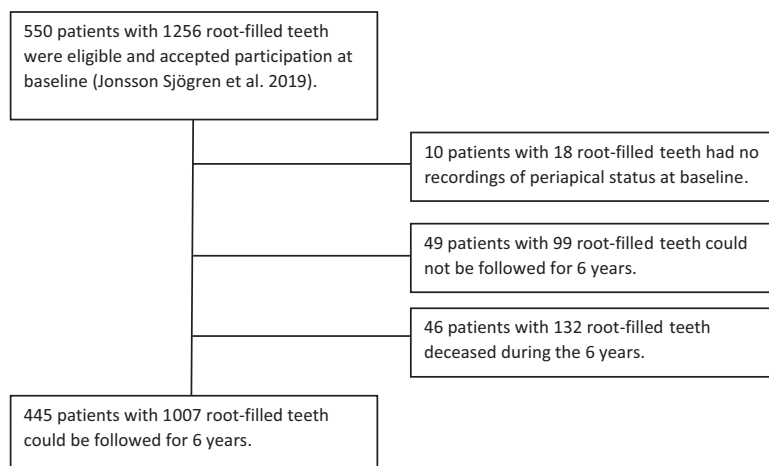 550 patients with 1256 root-filled teeth
were eligible and accepted participation at
baseline (Jonsson Sjögren et al. 2019).
10 patients with 18 root-filled teeth had no
recordings of periapical status at baseline.
49 patients with 99 root-filled teeth could
not be followed for 6 years.
46 patients with 132 root-filled teeth
deceased during the 6 years.
445 patients with 1007 root-filled teeth
could be followed for 6 years.